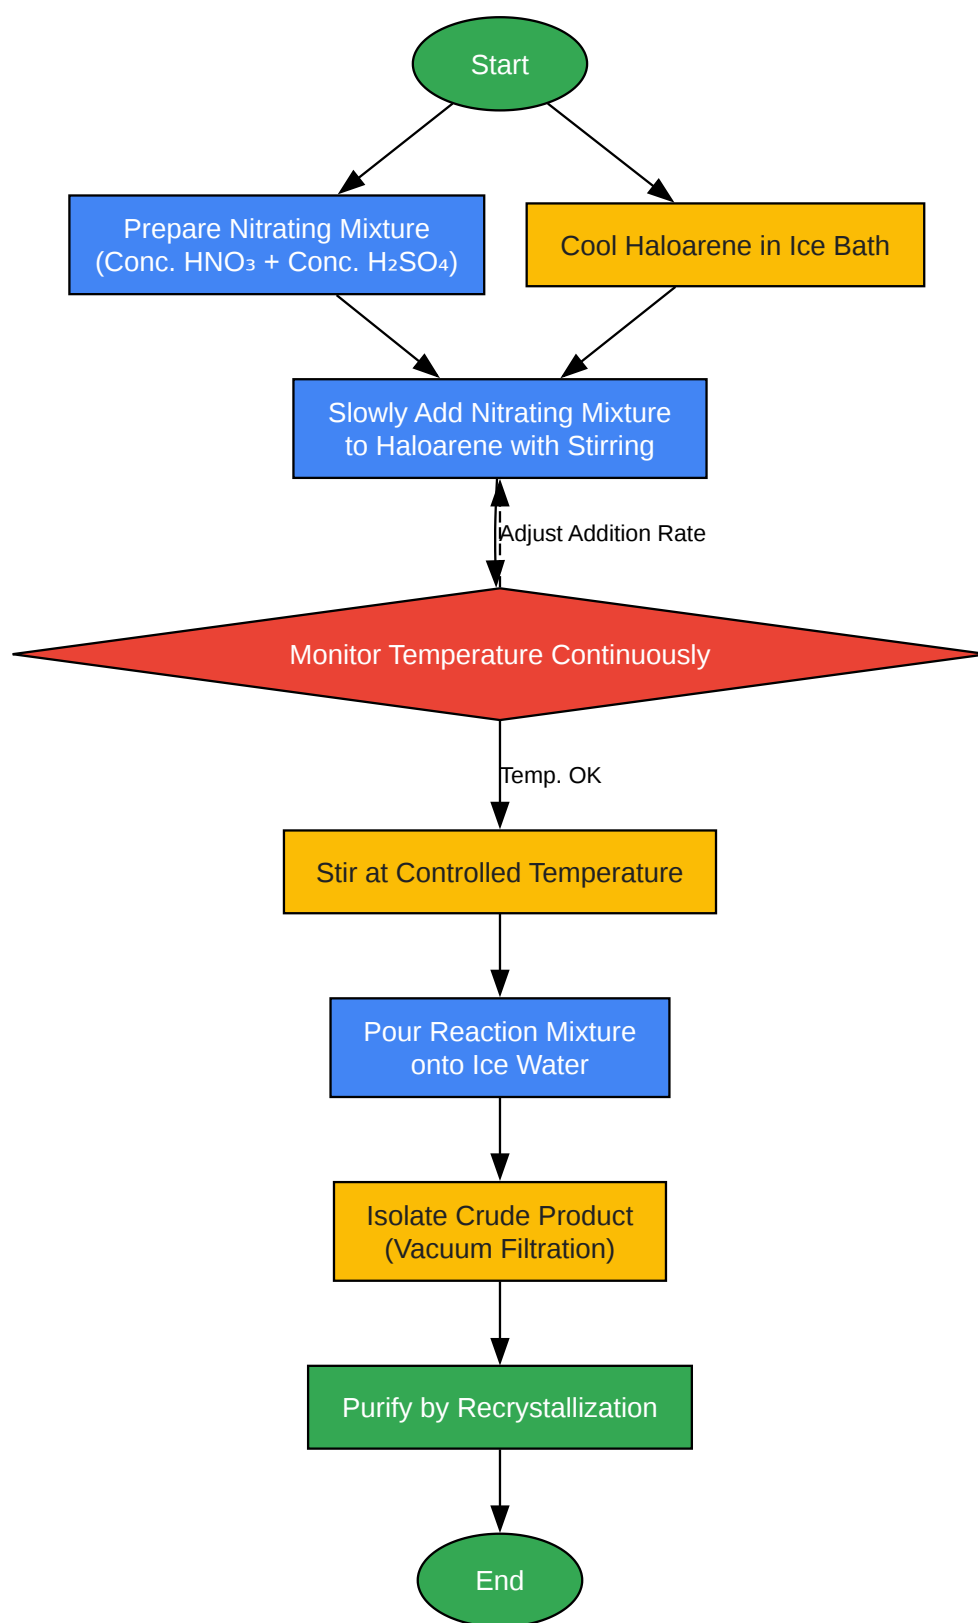 Start
Prepare Nitrating Mixture
(Conc. HNO₃ + Conc. H₂SO₄)
Cool Haloarene in Ice Bath
Slowly Add Nitrating Mixture
to Haloarene with Stirring
Adjust Addition Rate
Monitor Temperature Continuously
Temp. OK
Stir at Controlled Temperature
Pour Reaction Mixture
onto Ice Water
Isolate Crude Product
(Vacuum Filtration)
Purify by Recrystallization
End